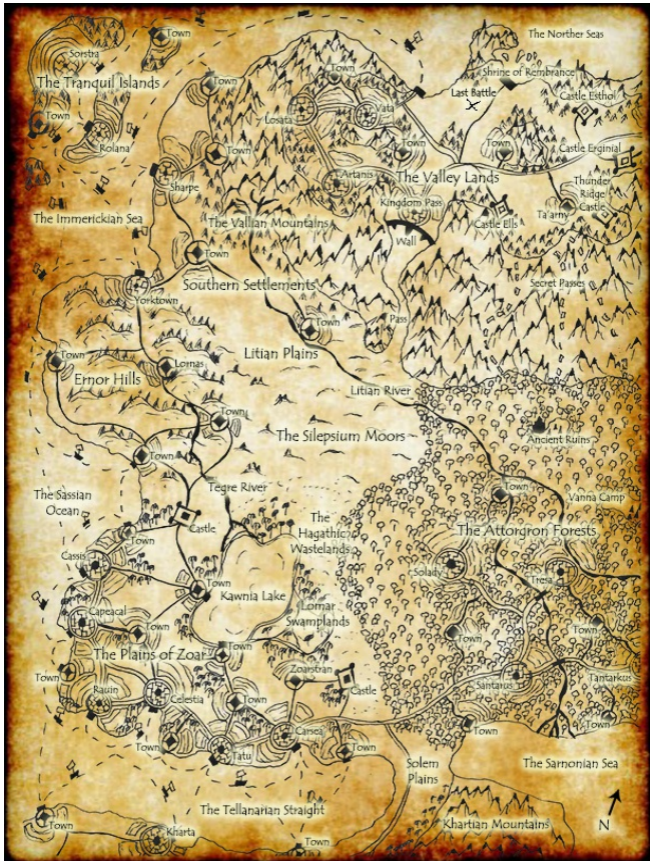 Town
The Norther Seas
Sorstra
The Tranquil Islands
Town
Town
Shrine of Rembrance
Last Battle
Castle Esthol
Town
Losata
Vata
Rolana
Town
Town
Town
Castle Erginial
Sharpe
Artanis
The Valley Lands
Thunder
Ridge
Castle
The Immerickian Sea
The Vallian Mountains
Kingdom Pass
Castle Ells
Ta'arny
Wall
Town
Southern Settlements
Secret Passes
Yorktown
Town
Pass
Litian Plains
Town
Lornas
Ernor Hills
Litian River
Town
The Silepsium Moors
Ancient Ruins
Town
Tegre River
Town
Vanna Camp
The Sassian
Ocean
Castle
Town
The
Hagathic
Wastelands
The Attorgron Forests
Cassis
Solady
Treia
Town
Kawnia Lake
Capeacal
Lomar
Swamplands
Town
Town
Town
The Plains of Zoar
Town
Town
Zoarstran
Castle
Santarus
Tantarkus
Rauin
Celestia
Town
Town
Town
Carsea
Town
Tatu
Town
Solem
Plains
The Sarnonian Sea
The Tellanarian Straight
Town
Kharta
Khartian Mountains
N
Town